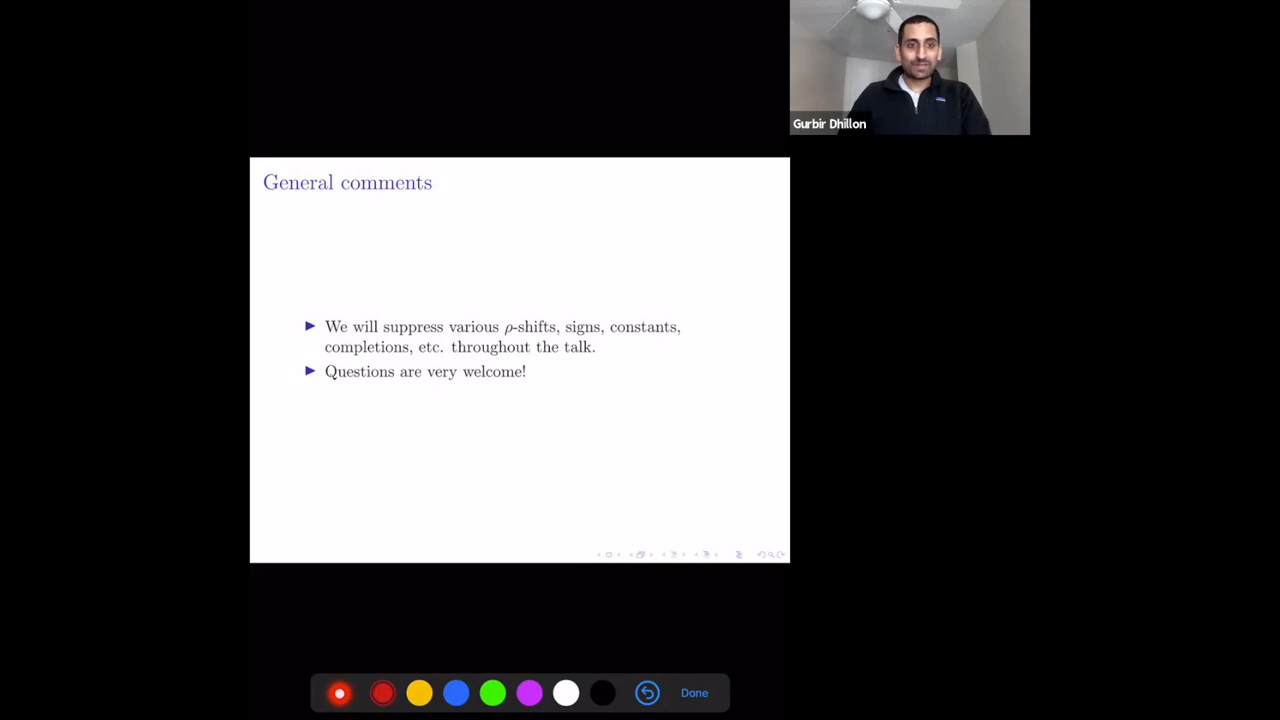 Gurbir Dhillon
General comments
▶ We will suppress various ρ-shifts, signs, constants,
completions, etc. throughout the talk.
▶ Questions are very welcome!
Done